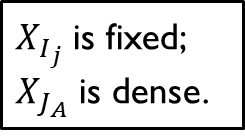 $X_{I_j}$ is fixed;
$X_{J_A}$ is dense.